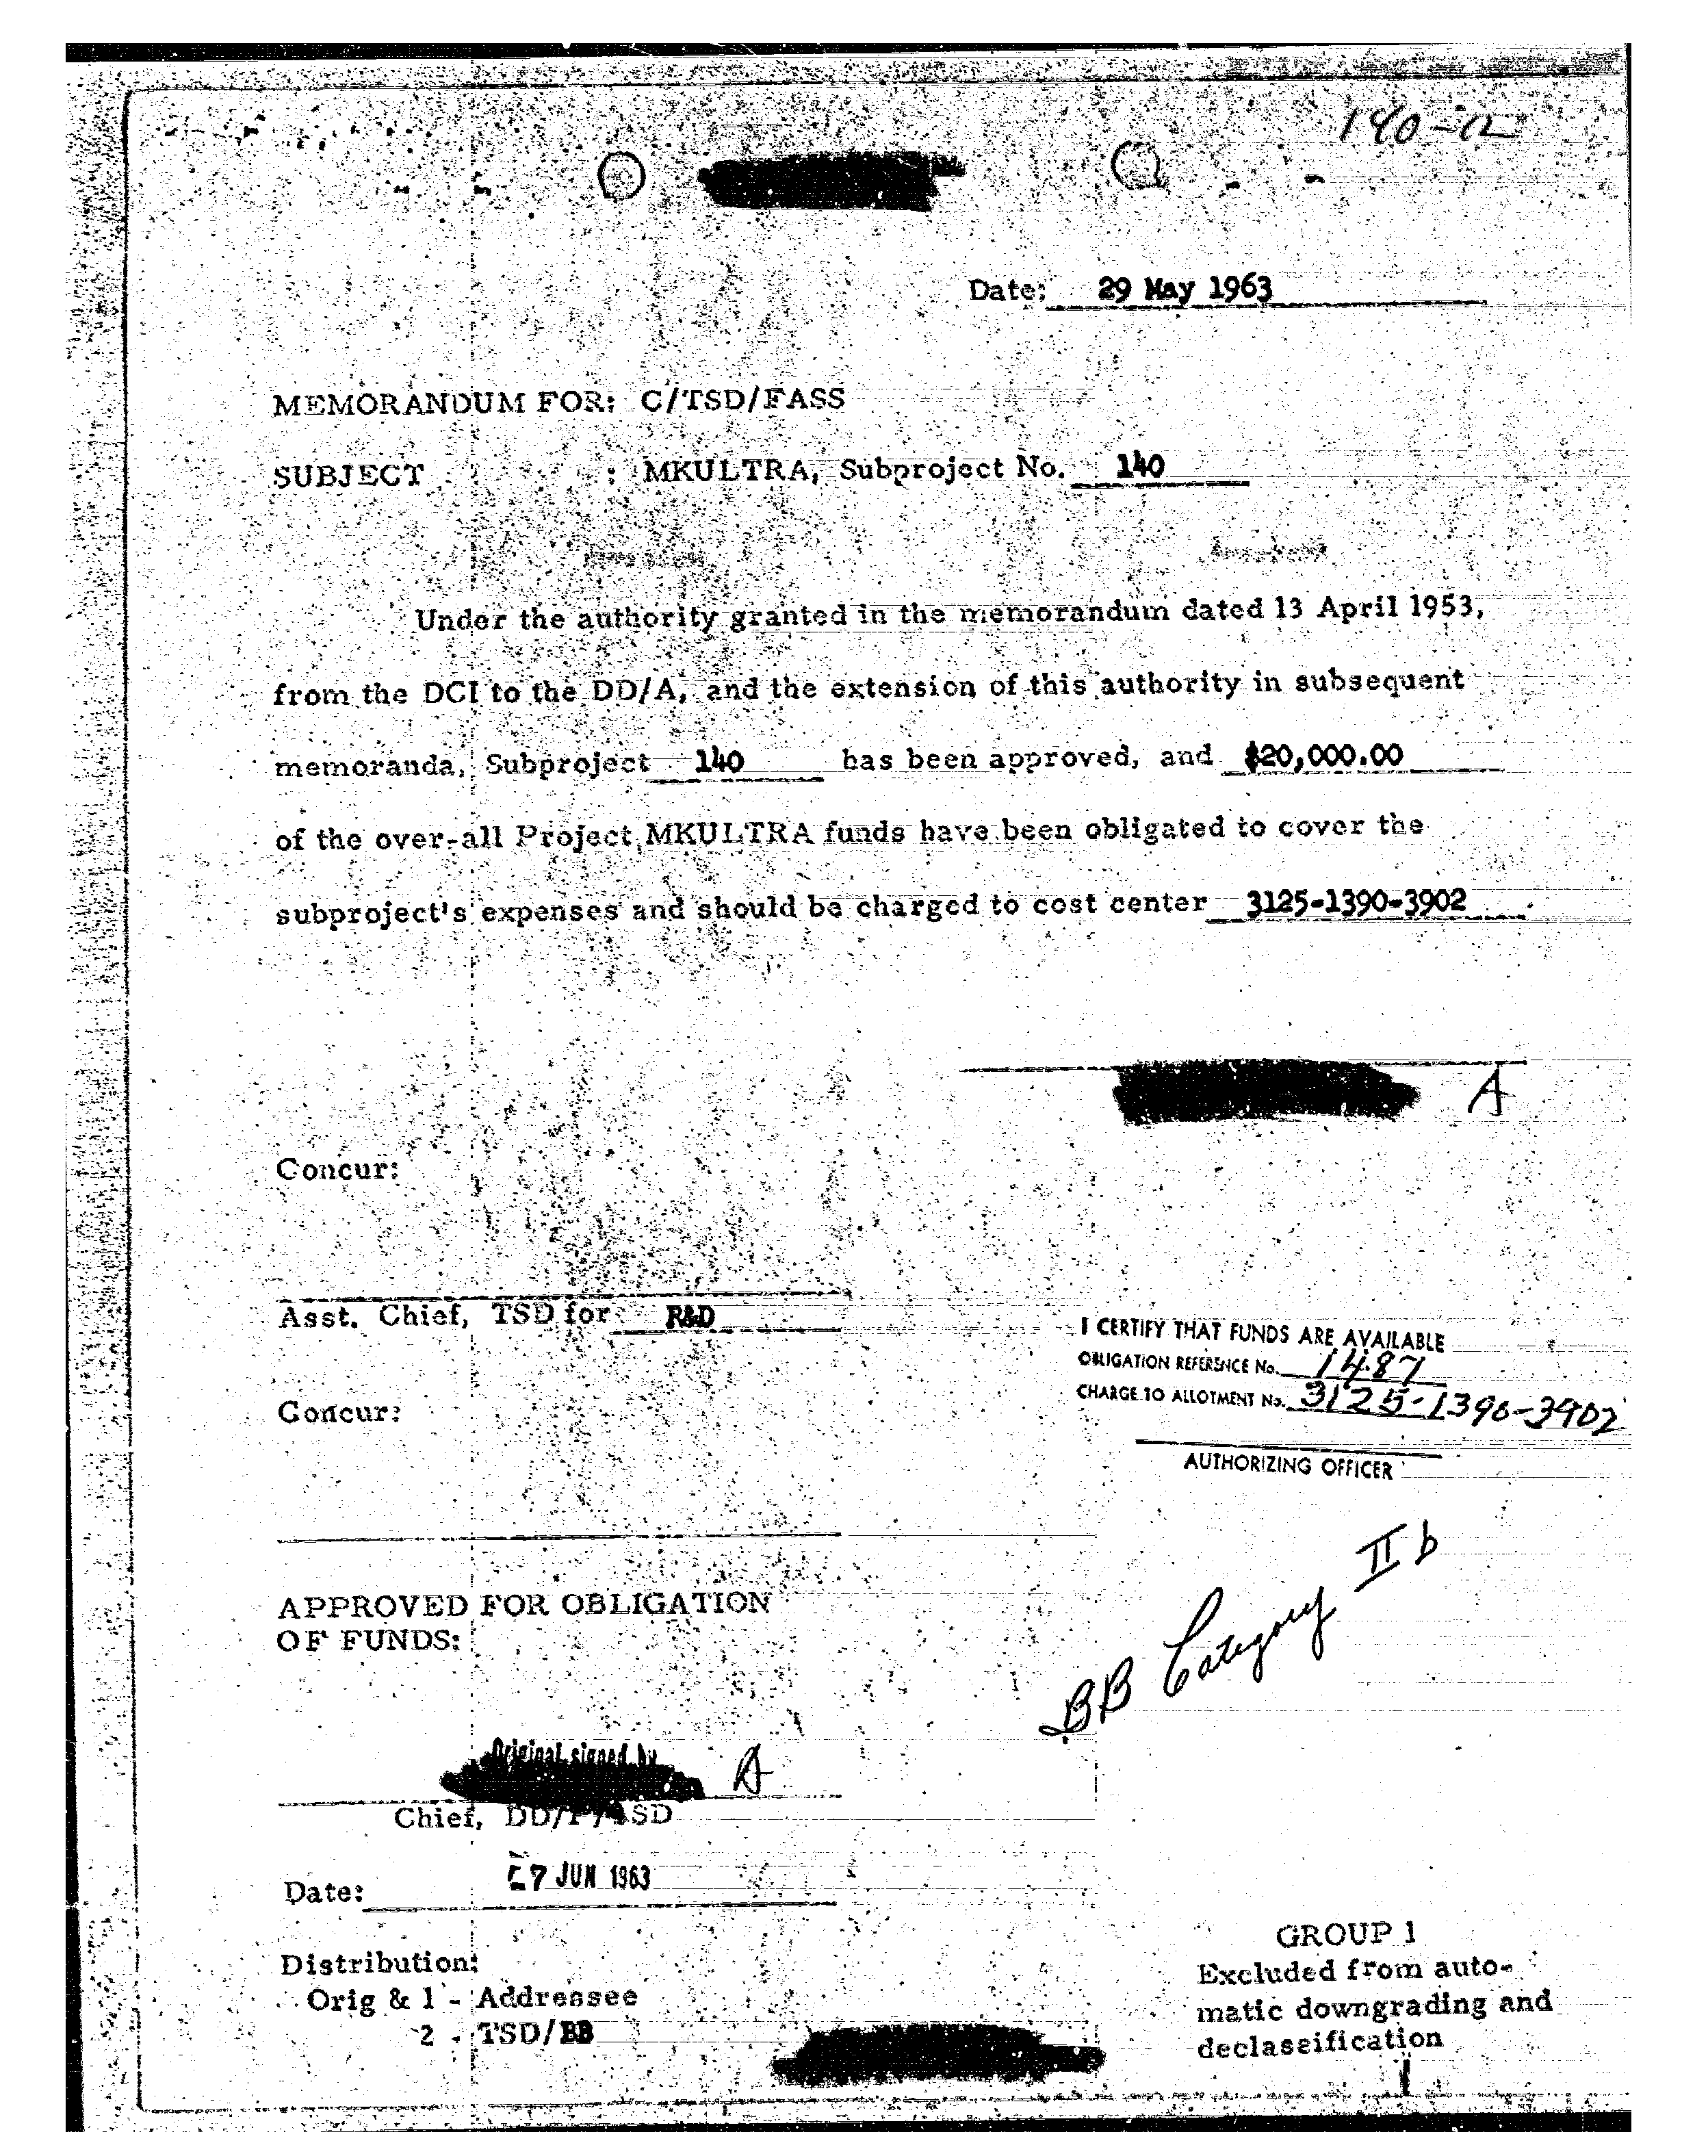 Date: 29 May 1963
MEMORANDUM FOR: C/TSD/FASS
SUBJECT : MKULTRA, Subproject No. 140
Under the authority granted in the memorandum dated 13 April 1953,
from the DCI to the DD/A, and the extension of this authority in subsequent
memoranda, Subproject 140 has been approved, and $20,000.00
of the over-all Project MKULTRA funds have been obligated to cover the
subproject's expenses and should be charged to cost center 3125-1390-3902
A
Concur:
Asst. Chief, TSD for R&D
I CERTIFY THAT FUNDS ARE AVAILABLE
OBLIGATION REFERENCE No. 1487
CHARGE TO ALLOTMENT No. 3125-1390-3902
Concur:
AUTHORIZING OFFICER
BB Category II b
APPROVED FOR OBLIGATION
OF FUNDS:
Original signed by
A
Chief, DD/P/TSD
Date: 7 JUN 1963
Distribution:
Orig & 1 - Addressee
2 - TSD/BB
GROUP 1
Excluded from auto-
matic downgrading and
declassification